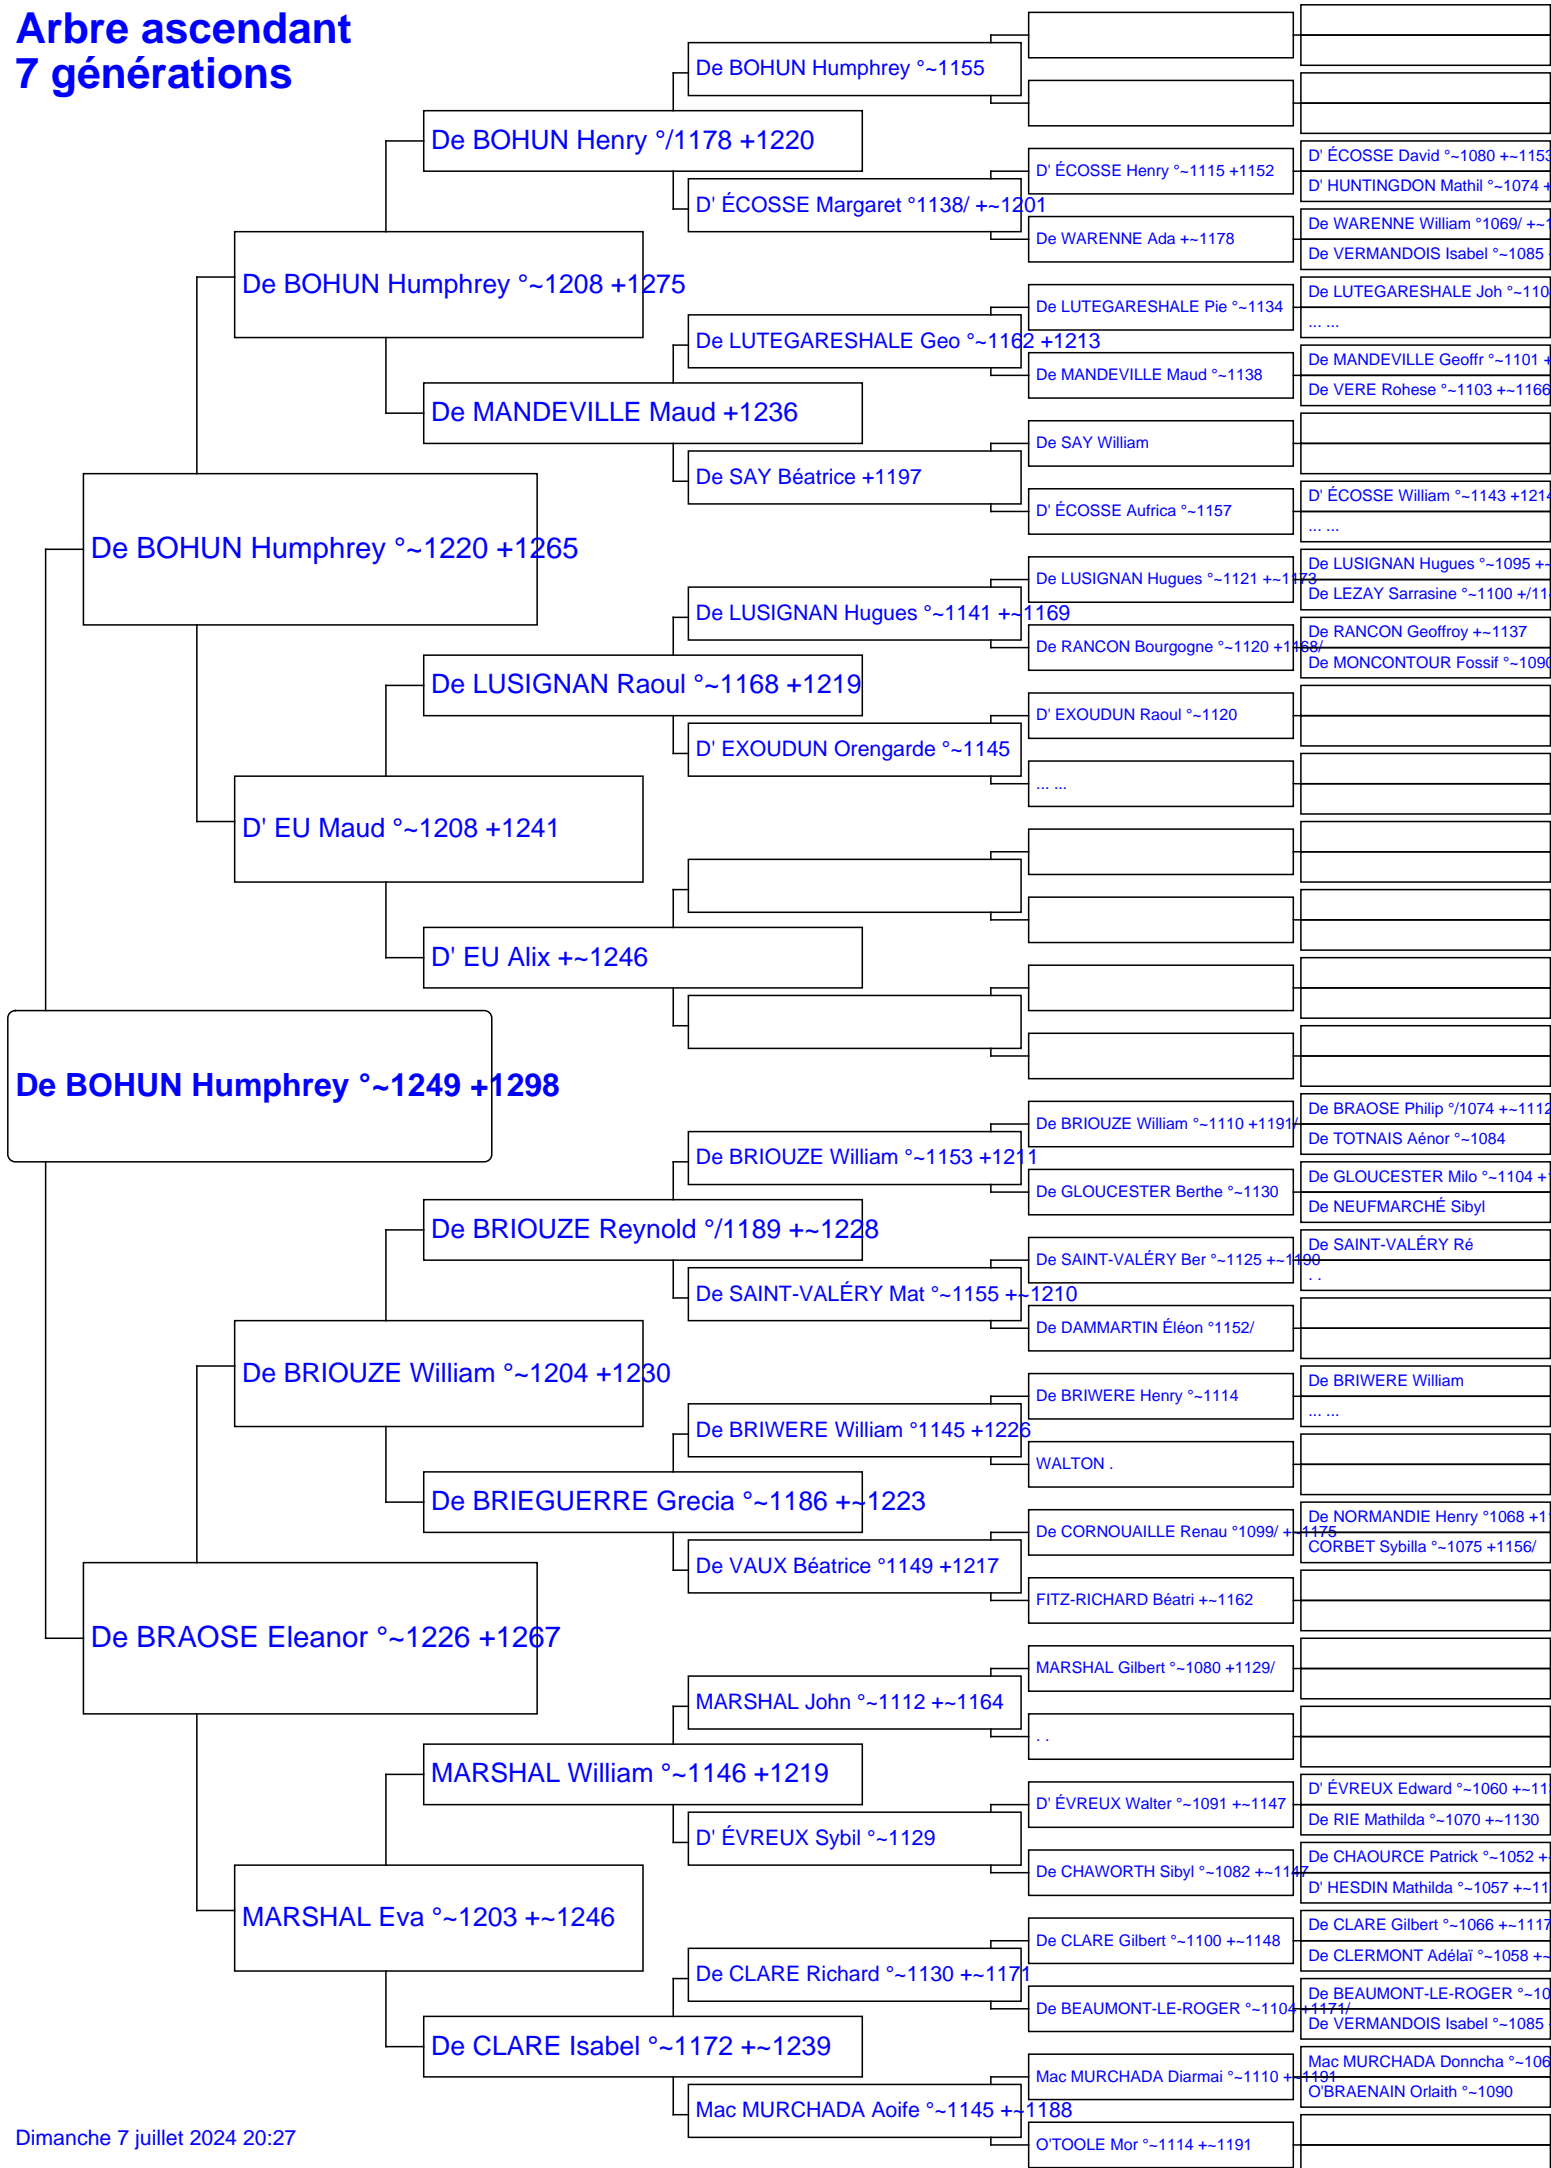 Arbre ascendant
7 générations
De BOHUN Humphrey °~1155
De BOHUN Henry °/1178 +1220
D' ÉCOSSE David °~1080 +~1153
D' ÉCOSSE Henry °~1115 +1152
D' HUNTINGDON Mathil °~1074 +
D' ÉCOSSE Margaret °1138/ +~1201
De WARENNE William °1069/ +~1
De WARENNE Ada +~1178
De VERMANDOIS Isabel °~1085
De BOHUN Humphrey °~1208 +1275
De LUTEGARESHALE Joh °~110
De LUTEGARESHALE Pie °~1134
... ...
De LUTEGARESHALE Geo °~1162 +1213
De MANDEVILLE Geoffr °~1101 +
De MANDEVILLE Maud °~1138
De VERE Rohese °~1103 +~1166
De MANDEVILLE Maud +1236
De SAY William
De SAY Béatrice +1197
D' ÉCOSSE William °~1143 +1214
D' ÉCOSSE Aufrica °~1157
... ...
De BOHUN Humphrey °~1220 +1265
De LUSIGNAN Hugues °~1095 +~
De LUSIGNAN Hugues °~1121 +~1173
De LEZAY Sarrasine °~1100 +/11
De LUSIGNAN Hugues °~1141 +~1169
De RANCON Geoffroy +~1137
De RANCON Bourgogne °~1120 +1168/
De MONCONTOUR Fossif °~1090
De LUSIGNAN Raoul °~1168 +1219
D' EXOUDUN Raoul °~1120
D' EXOUDUN Orengarde °~1145
... ...
D' EU Maud °~1208 +1241
D' EU Alix +~1246
De BOHUN Humphrey °~1249 +1298
De BRAOSE Philip °/1074 +~1112
De BRIOUZE William °~1110 +1191/
De TOTNAIS Aénor °~1084
De BRIOUZE William °~1153 +1211
De GLOUCESTER Milo °~1104 +
De GLOUCESTER Berthe °~1130
De NEUFMARCHÉ Sibyl
De BRIOUZE Reynold °/1189 +~1228
De SAINT-VALÉRY Ré
De SAINT-VALÉRY Ber °~1125 +~1190
. .
De SAINT-VALÉRY Mat °~1155 +~1210
De DAMMARTIN Éléon °1152/
De BRIOUZE William °~1204 +1230
De BRIWERE William
De BRIWERE Henry °~1114
... ...
De BRIWERE William °1145 +1226
WALTON .
De BRIEGUERRE Grecia °~1186 +~1223
De NORMANDIE Henry °1068 +1
De CORNOUAILLE Renau °1099/ +~1175
CORBET Sybilla °~1075 +1156/
De VAUX Béatrice °1149 +1217
FITZ-RICHARD Béatri +~1162
De BRAOSE Eleanor °~1226 +1267
MARSHAL Gilbert °~1080 +1129/
MARSHAL John °~1112 +~1164
. .
MARSHAL William °~1146 +1219
D' ÉVREUX Edward °~1060 +~11
D' ÉVREUX Walter °~1091 +~1147
De RIE Mathilda °~1070 +~1130
D' ÉVREUX Sybil °~1129
De CHAOURCE Patrick °~1052 +
De CHAWORTH Sibyl °~1082 +~1147
D' HESDIN Mathilda °~1057 +~11
MARSHAL Eva °~1203 +~1246
De CLARE Gilbert °~1066 +~1117
De CLARE Gilbert °~1100 +~1148
De CLERMONT Adélaï °~1058 +~
De CLARE Richard °~1130 +~1171
De BEAUMONT-LE-ROGER °~10
De BEAUMONT-LE-ROGER °~1104 +1171/
De VERMANDOIS Isabel °~1085
De CLARE Isabel °~1172 +~1239
Mac MURCHADA Donncha °~106
Mac MURCHADA Diarmai °~1110 +~1191
O'BRAENAIN Orlaith °~1090
Mac MURCHADA Aoife °~1145 +~1188
O'TOOLE Mor °~1114 +~1191
Dimanche 7 juillet 2024 20:27